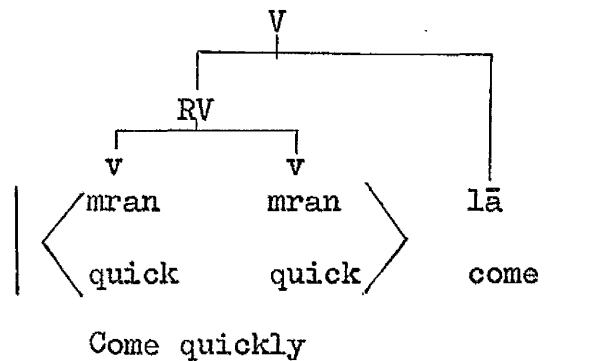 V
RV
v v
mran mran lā
quick quick come
Come quickly